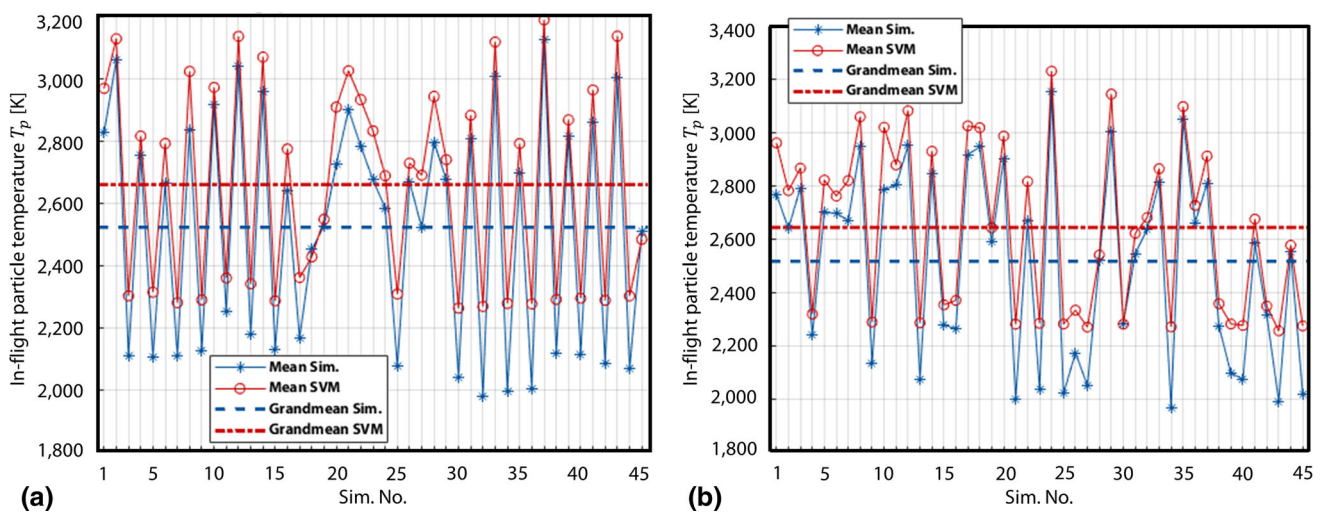 3,200
3,000
2,800
2,600
2,400
2,200
2,000
1,800
In-flight particle temperature Tp [K]
Mean Sim.
Mean SVM
Grandmean Sim.
Grandmean SVM
1 5 10 15 20 25 30 35 40 45
Sim. No.
(a)
3,400
3,200
3,000
2,800
2,600
2,400
2,200
2,000
1,800
In-flight particle temperature Tp [K]
Mean Sim.
Mean SVM
Grandmean Sim.
Grandmean SVM
1 5 10 15 20 25 30 35 40 45
Sim. No.
(b)